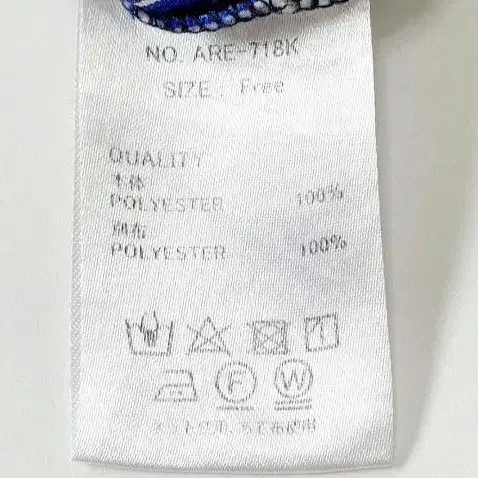 NO. ARE-718K
SIZE : Free
QUALITY
本体
POLYESTER 100%
別布
POLYESTER 100%
F W